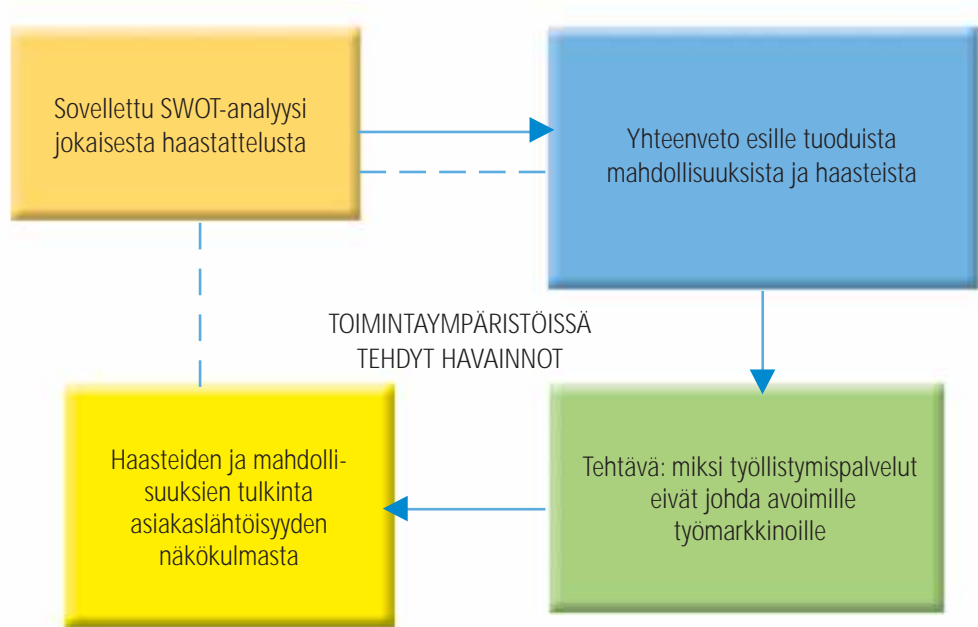 Sovellettu SWOT-analyysi
jokaisesta haastattelusta
Yhteenveto esille tuoduista
mahdollisuuksista ja haasteista
TOIMINTAYMPÄRISTÖISSÄ
TEHDYT HAVAINNOT
Haasteiden ja mahdolli-
suuksien tulkinta
asiakaslähtöisyyden
näkökulmasta
Tehtävä: miksi työllistymispalvelut
eivät johda avoimille
työmarkkinoille